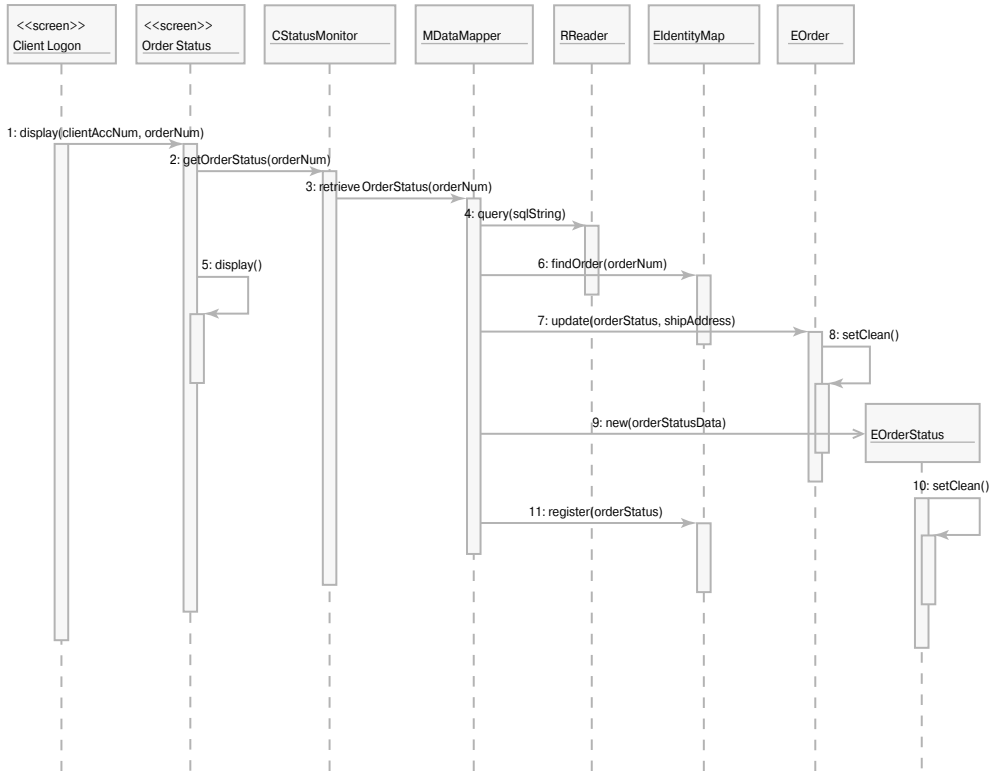 <<screen>>
Client Logon
<<screen>>
Order Status
CStatusMonitor
MDataMapper
RReader
EIdentityMap
EOrder
1: display(clientAccNum, orderNum)
2: getOrderStatus(orderNum)
3: retrieveOrderStatus(orderNum)
4: query(sqlString)
5: display()
6: findOrder(orderNum)
7: update(orderStatus, shipAddress)
8: setClean()
9: new(orderStatusData)
EOrderStatus
10: setClean()
11: register(orderStatus)